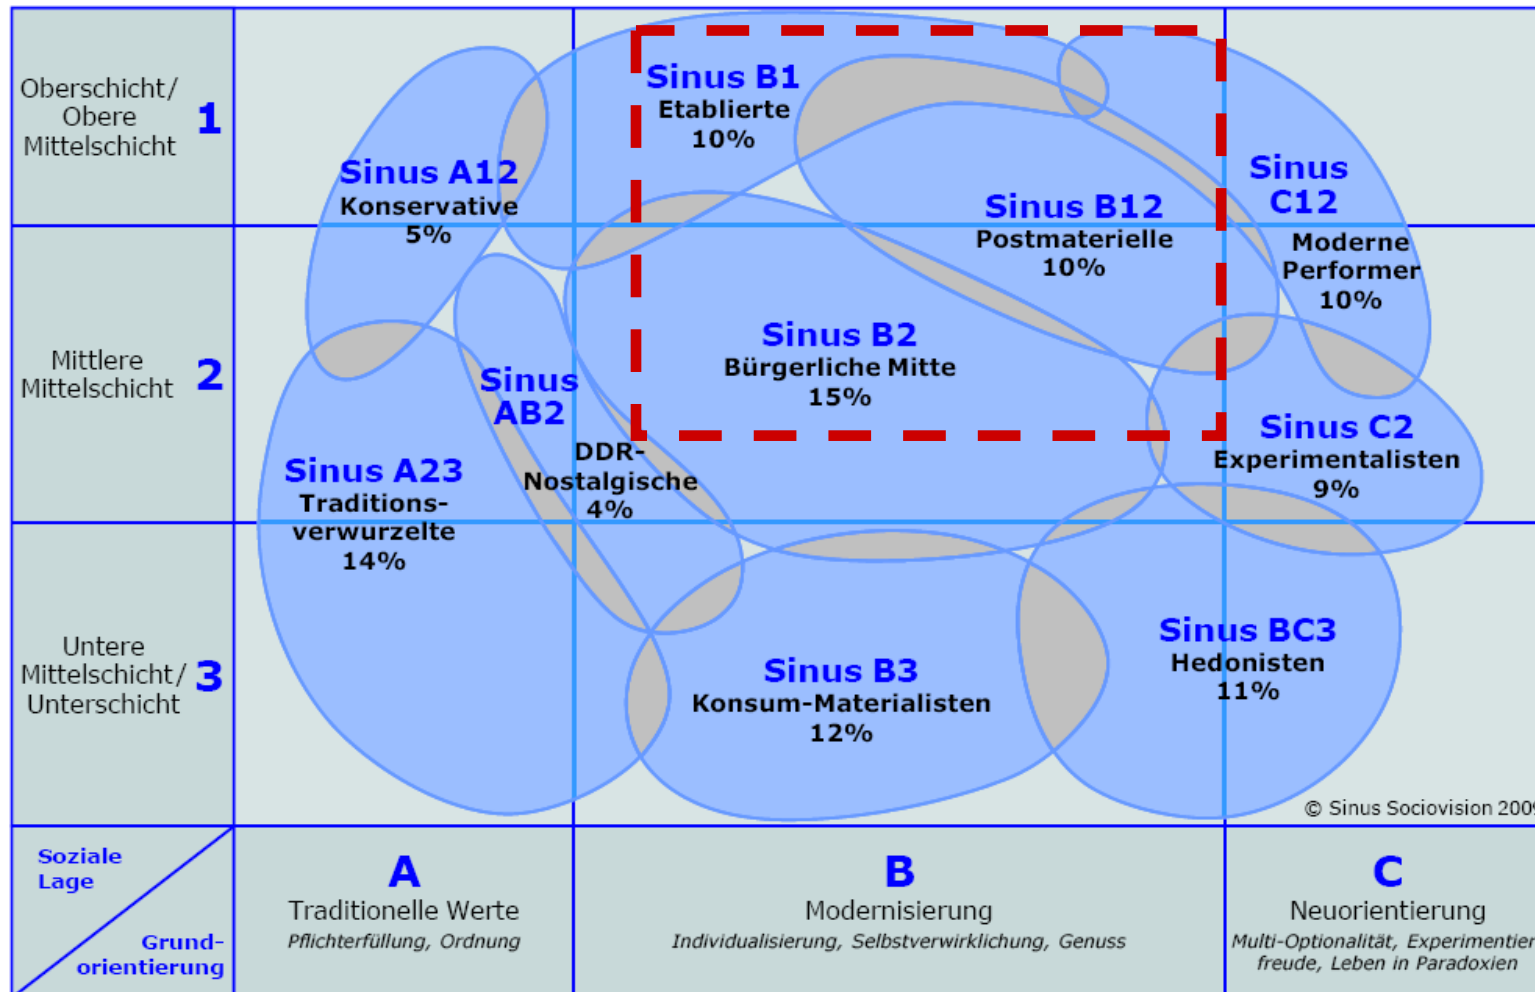 Oberschicht/
Obere
Mittelschicht
1
Mittlere
Mittelschicht
2
Untere
Mittelschicht/
Unterschicht
3
Sinus B1
Etablierte
10%
Sinus A12
Konservative
5%
Sinus B12
Postmaterielle
10%
Sinus
C12
Moderne
Performer
10%
Sinus B2
Bürgerliche Mitte
15%
Sinus
AB2
DDR-
Nostalgische
4%
Sinus A23
Traditions-
verwurzelte
14%
Sinus C2
Experimentalisten
9%
Sinus B3
Konsum-Materialisten
12%
Sinus BC3
Hedonisten
11%
© Sinus Sociovision 2009
Soziale
Lage
Grund-
orientierung
A
Traditionelle Werte
Pflichterfüllung, Ordnung
B
Modernisierung
Individualisierung, Selbstverwirklichung, Genuss
C
Neuorientierung
Multi-Optionalität, Experimentier
freude, Leben in Paradoxien